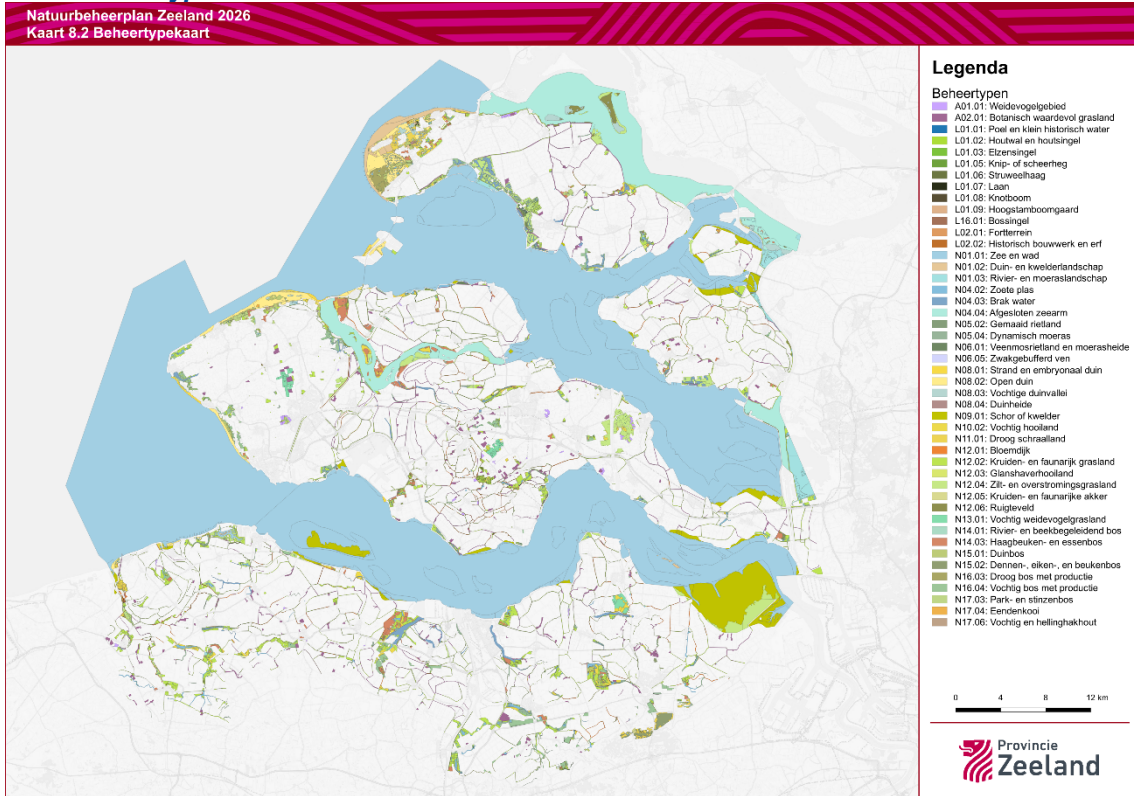 Natuurbeheerplan Zeeland 2026
Kaart 8.2 Beheertypekaart
Legenda
Beheertypen
A01.01: Weidevogelgebied
A02.01: Botanisch waardevol grasland
L01.01: Poel en klein historisch water
L01.02: Houtwal en houtsingel
L01.03: Elzensingel
L01.05: Knip- of scheerheg
L01.06: Struweelhaag
L01.07: Laan
L01.08: Knotboom
L01.09: Hoogstamboomgaard
L16.01: Bossingel
L02.01: Fortterrein
L02.02: Historisch bouwwerk en erf
N01.01: Zee en wad
N01.02: Duin- en kwelderlandschap
N01.03: Rivier- en moeraslandschap
N04.02: Zoete plas
N04.03: Brak water
N04.04: Afgesloten zeearm
N05.02: Gemaaid rietland
N05.04: Dynamisch moeras
N06.01: Veenmosrietland en moerasheide
N06.05: Zwakgebufferd ven
N08.01: Strand en embryonaal duin
N08.02: Open duin
N08.03: Vochtige duinvallei
N08.04: Duinheide
N09.01: Schor of kwelder
N10.02: Vochtig hooiland
N11.01: Droog schraalland
N12.01: Bloemdijk
N12.02: Kruiden- en faunarijk grasland
N12.03: Glanshaverhooiland
N12.04: Zilt- en overstromingsgrasland
N12.05: Kruiden- en faunarijke akker
N12.06: Ruigteveld
N13.01: Vochtig weidevogelgrasland
N14.01: Rivier- en beekbegeleidend bos
N14.03: Haagbeuken- en essenbos
N15.01: Duinbos
N15.02: Dennen-, eiken-, en beukenbos
N16.03: Droog bos met productie
N16.04: Vochtig bos met productie
N17.03: Park- en stinzenbos
N17.04: Eendenkooi
N17.06: Vochtig en hellinghakhout
0 4 8 12 km
Provincie
Zeeland